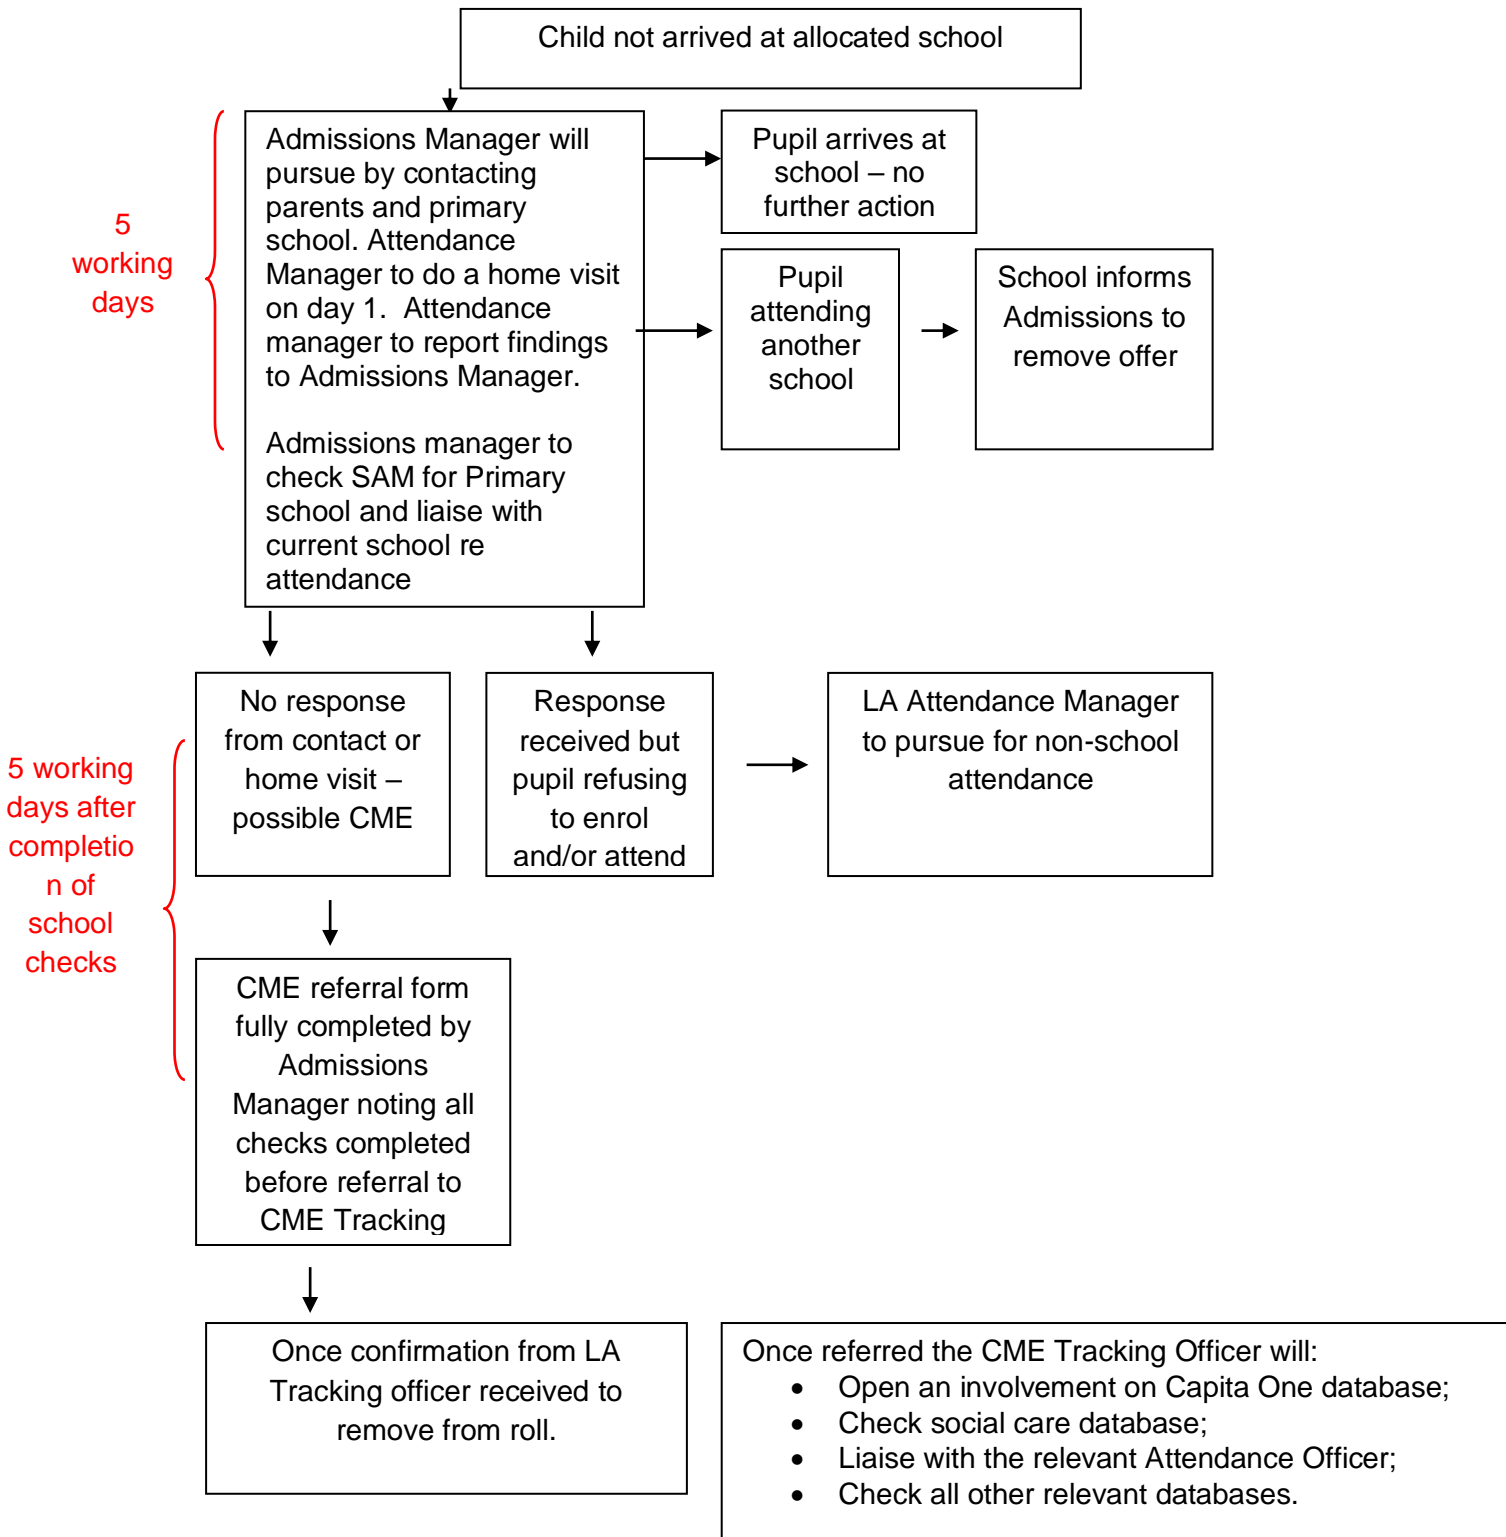 Child not arrived at allocated school
5
working
days
Admissions Manager will
pursue by contacting
parents and primary
school. Attendance
Manager to do a home visit
on day 1.  Attendance
manager to report findings
to Admissions Manager.
Admissions manager to
check SAM for Primary
school and liaise with
current school re
attendance
Pupil arrives at
school – no
further action
Pupil
attending
another
school
School informs
Admissions to
remove offer
5 working
days after
completio
n of
school
checks
No response
from contact or
home visit –
possible CME
Response
received but
pupil refusing
to enrol
and/or attend
LA Attendance Manager
to pursue for non-school
attendance
CME referral form
fully completed by
Admissions
Manager noting all
checks completed
before referral to
CME Tracking
Once confirmation from LA
Tracking officer received to
remove from roll.
Once referred the CME Tracking Officer will:
• Open an involvement on Capita One database;
• Check social care database;
• Liaise with the relevant Attendance Officer;
• Check all other relevant databases.